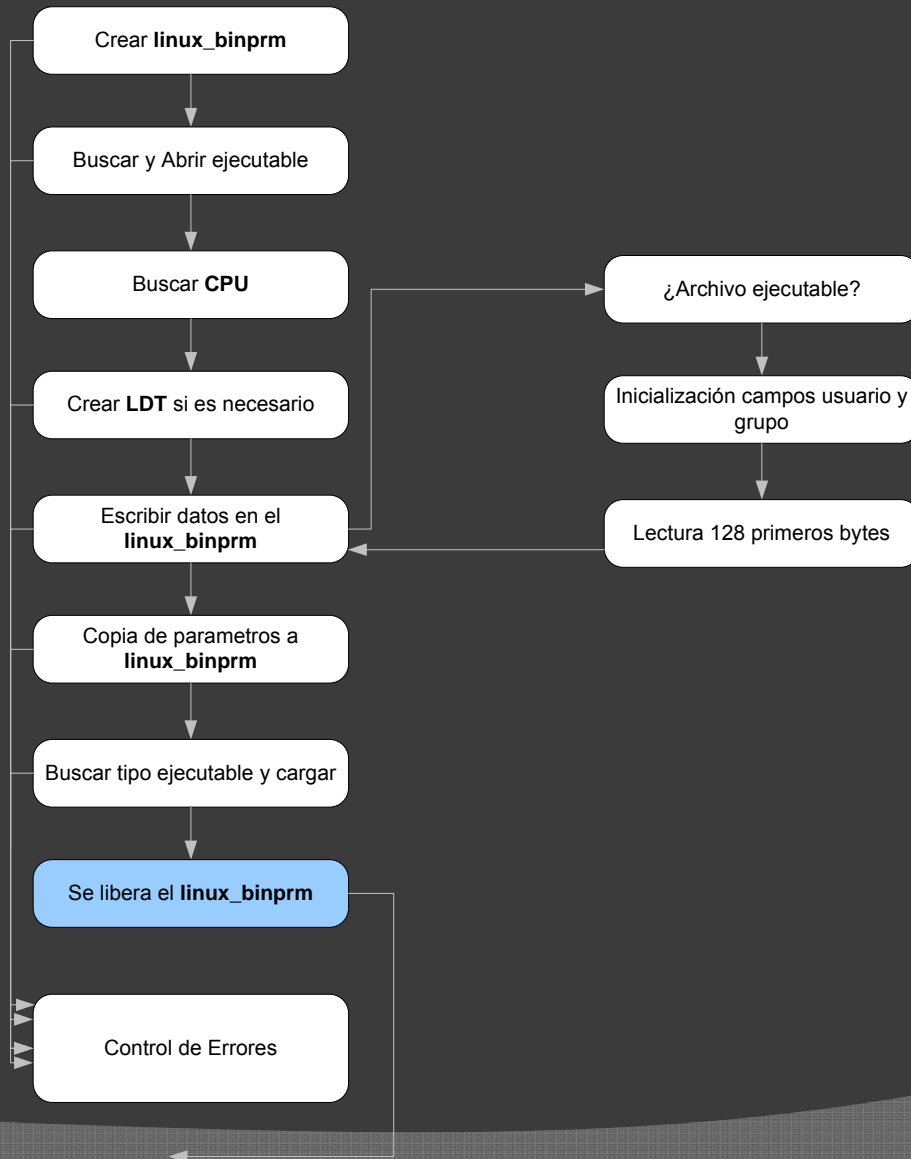 Crear linux_binprm
Buscar y Abrir ejecutable
Buscar CPU
Crear LDT si es necesario
Escribir datos en el
linux_binprm
¿Archivo ejecutable?
Inicialización campos usuario y
grupo
Lectura 128 primeros bytes
Copia de parametros a
linux_binprm
Buscar tipo ejecutable y cargar
Se libera el linux_binprm
Control de Errores